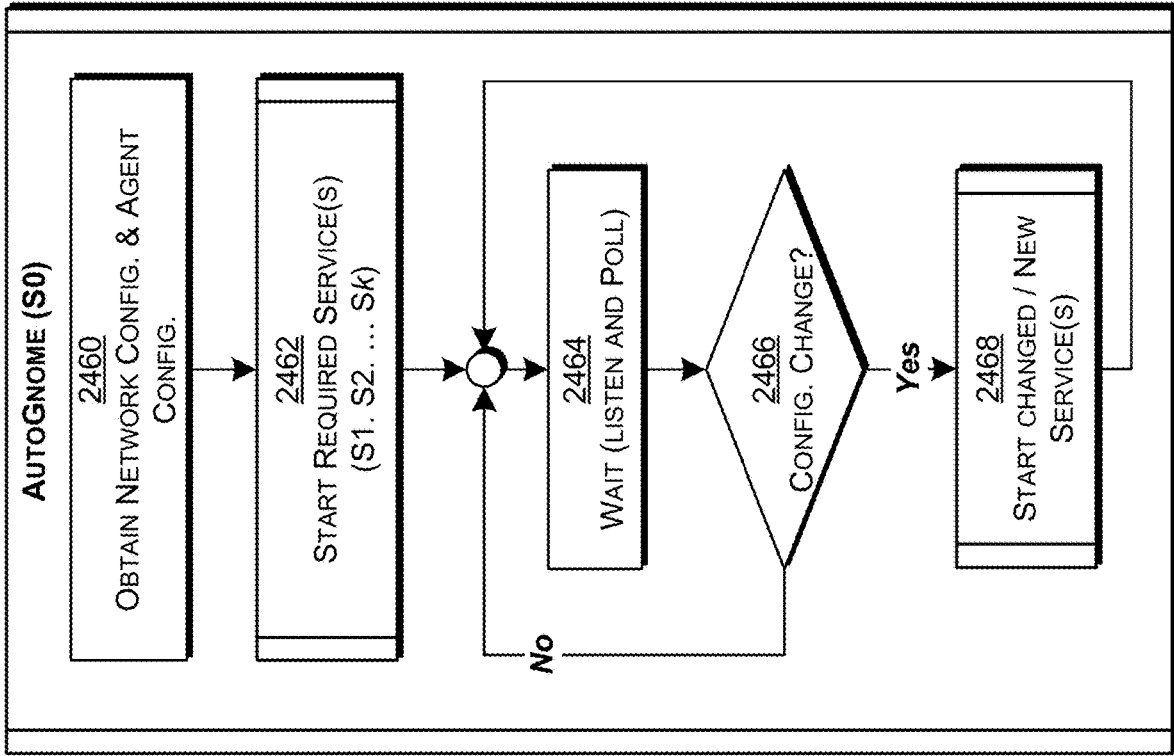 AUTOGNOME (S0)
2460
OBTAIN NETWORK CONFIG. & AGENT
CONFIG.
2462
START REQUIRED SERVICE(S)
(S1. S2. ... Sk)
2464
WAIT (LISTEN AND POLL)
2466
CONFIG. CHANGE?
No
Yes
2468
START CHANGED / NEW
SERVICE(S)